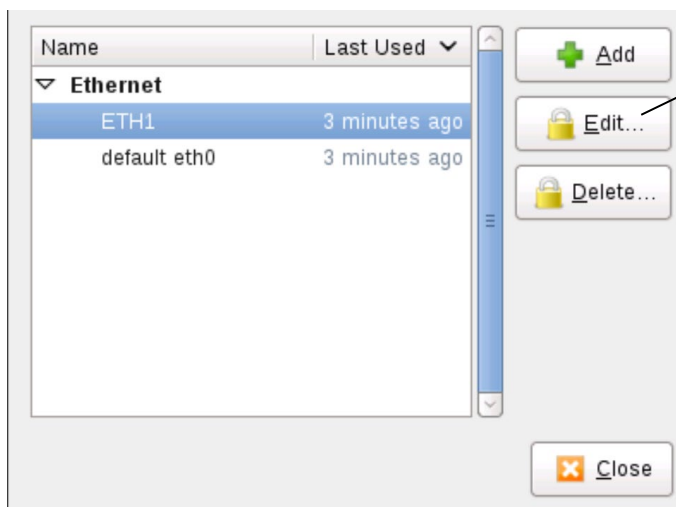 Name Last Used
Ethernet
ETH1 3 minutes ago
default eth0 3 minutes ago
Add
Edit...
Delete...
Close